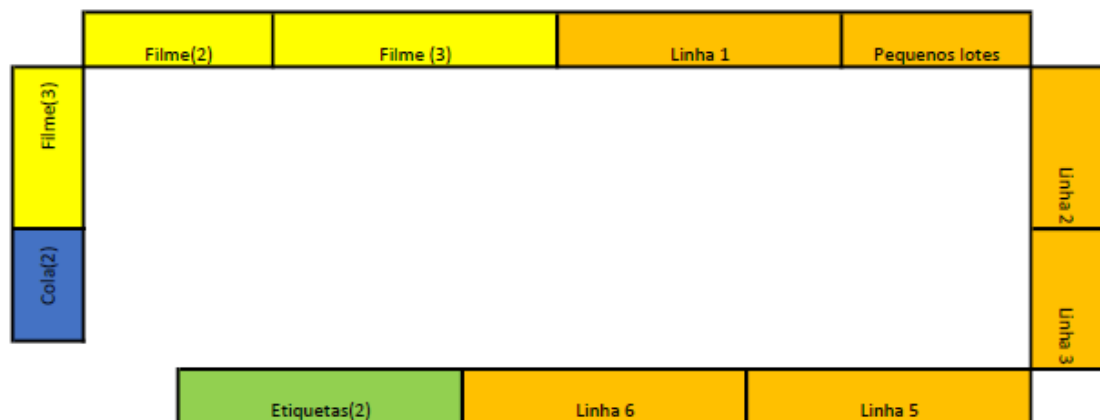 Filme(2)
Filme (3)
Linha 1
Pequenos lotes
Filme(3)
Linha 2
Cola(2)
Linha 3
Etiquetas(2)
Linha 6
Linha 5